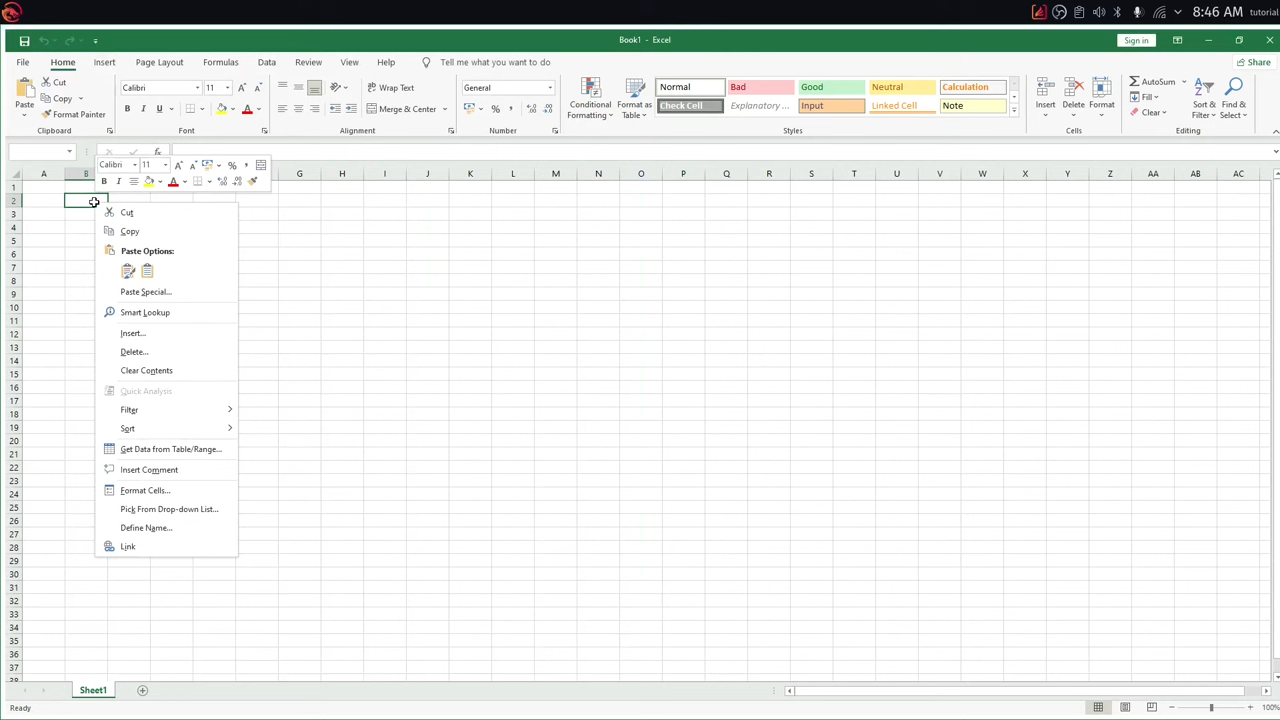 8:46 AM tutorial
Book1 - Excel
Sign in
File Home Insert Page Layout Formulas Data Review View Help Tell me what you want to do Share
Paste
Cut
Copy
Format Painter
Clipboard
Calibri 11
Font
Wrap Text
Merge & Center
Alignment
General
Number
Conditional Formatting
Format as Table
Normal Bad Good Neutral Calculation
Check Cell Explanatory ... Input Linked Cell Note
Styles
Insert Delete Format
Cells
AutoSum
Fill
Clear
Sort & Filter
Find & Select
Editing
Calibri 11
A B G H I J K L M N O P Q R S T U V W X Y Z AA AB AC
1
2
3
4
5
6
7
8
9
10
11
12
13
14
15
16
17
18
19
20
21
22
23
24
25
26
27
28
29
30
31
32
33
34
35
36
37
38
Cut
Copy
Paste Options:
Paste Special...
Smart Lookup
Insert...
Delete...
Clear Contents
Quick Analysis
Filter
Sort
Get Data from Table/Range...
Insert Comment
Format Cells...
Pick From Drop-down List...
Define Name...
Link
Sheet1
Ready 100%